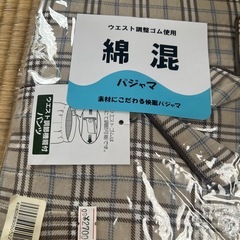 ウエスト調整ゴム使用
綿混
パジャマ
素材にこだわる快眠パジャマ
ウエスト調節機能付
パンツ